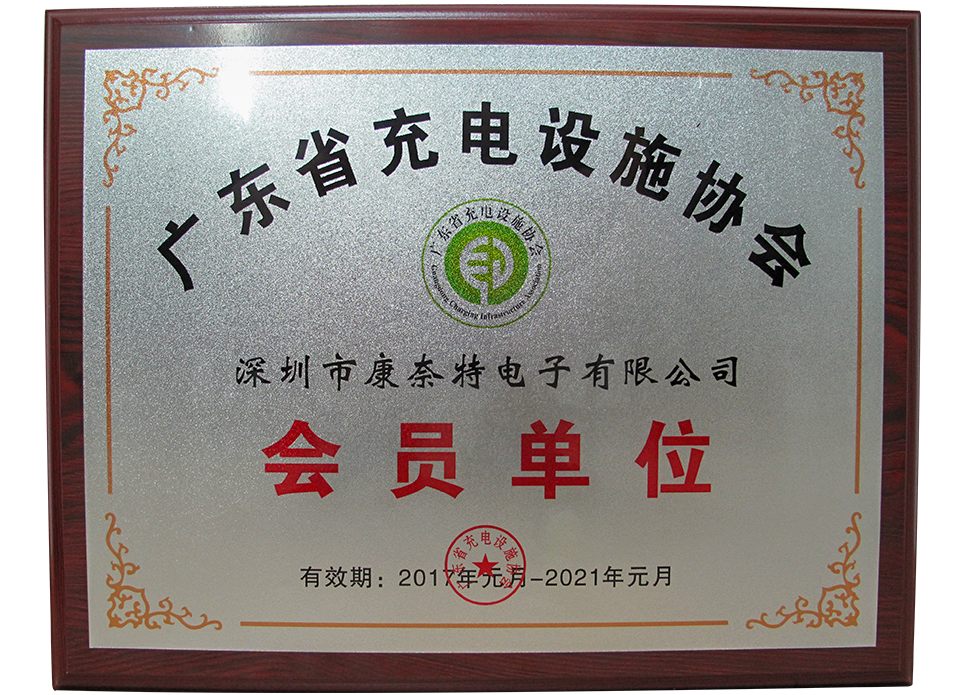 广东省充电设施协会
广东省充电设施协会
Guangdong Charging Infrastructure Association
深圳市康奈特电子有限公司
会员单位
广东省充电设施协会
有效期：2017年元月-2021年元月